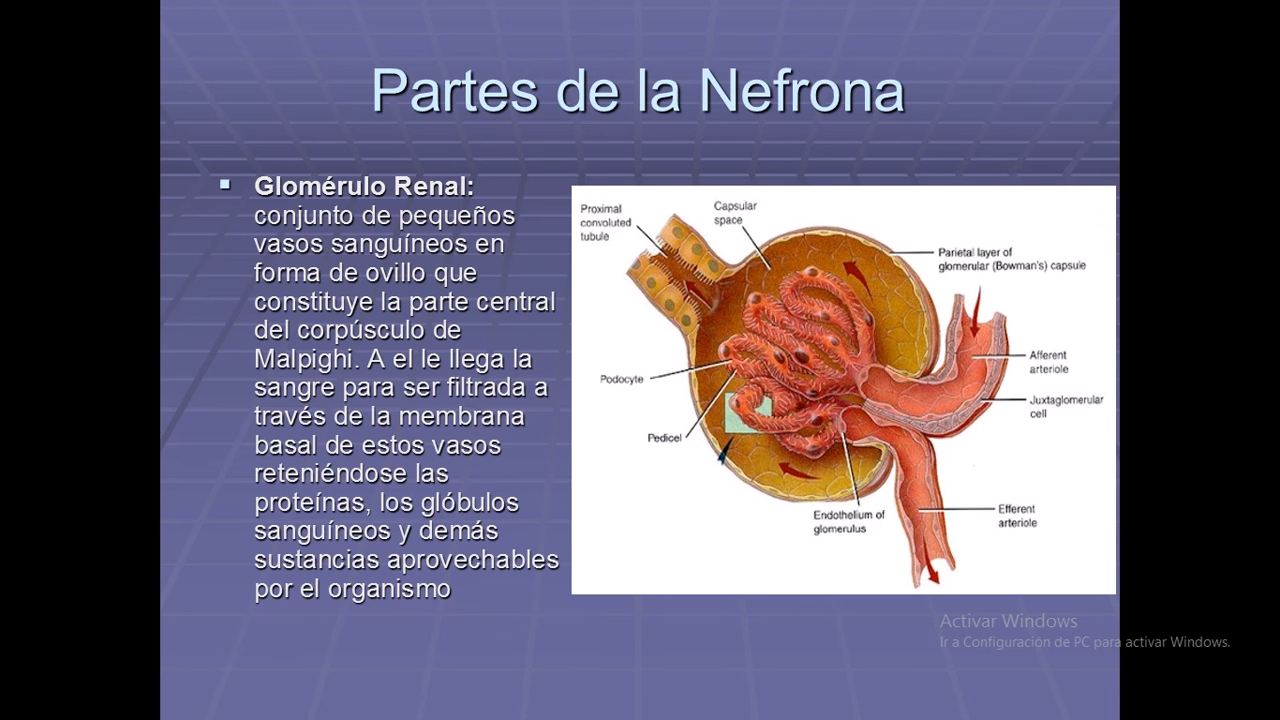 Partes de la Nefrona
Glomérulo Renal:
conjunto de pequeños
vasos sanguíneos en
forma de ovillo que
constituye la parte central
del corpúsculo de
Malpighi. A el le llega la
sangre para ser filtrada a
través de la membrana
basal de estos vasos
reteniéndose las
proteínas, los glóbulos
sanguíneos y demás
sustancias aprovechables
por el organismo
Proximal
convoluted
tubule
Capsular
space
Parietal layer of
glomerular (Bowman's) capsule
Afferent
arteriole
Juxtaglomerular
cell
Podocyte
Pedicel
Endothelium of
glomerulus
Efferent
arteriole
Activar Windows
Ir a Configuración de PC para activar Windows.